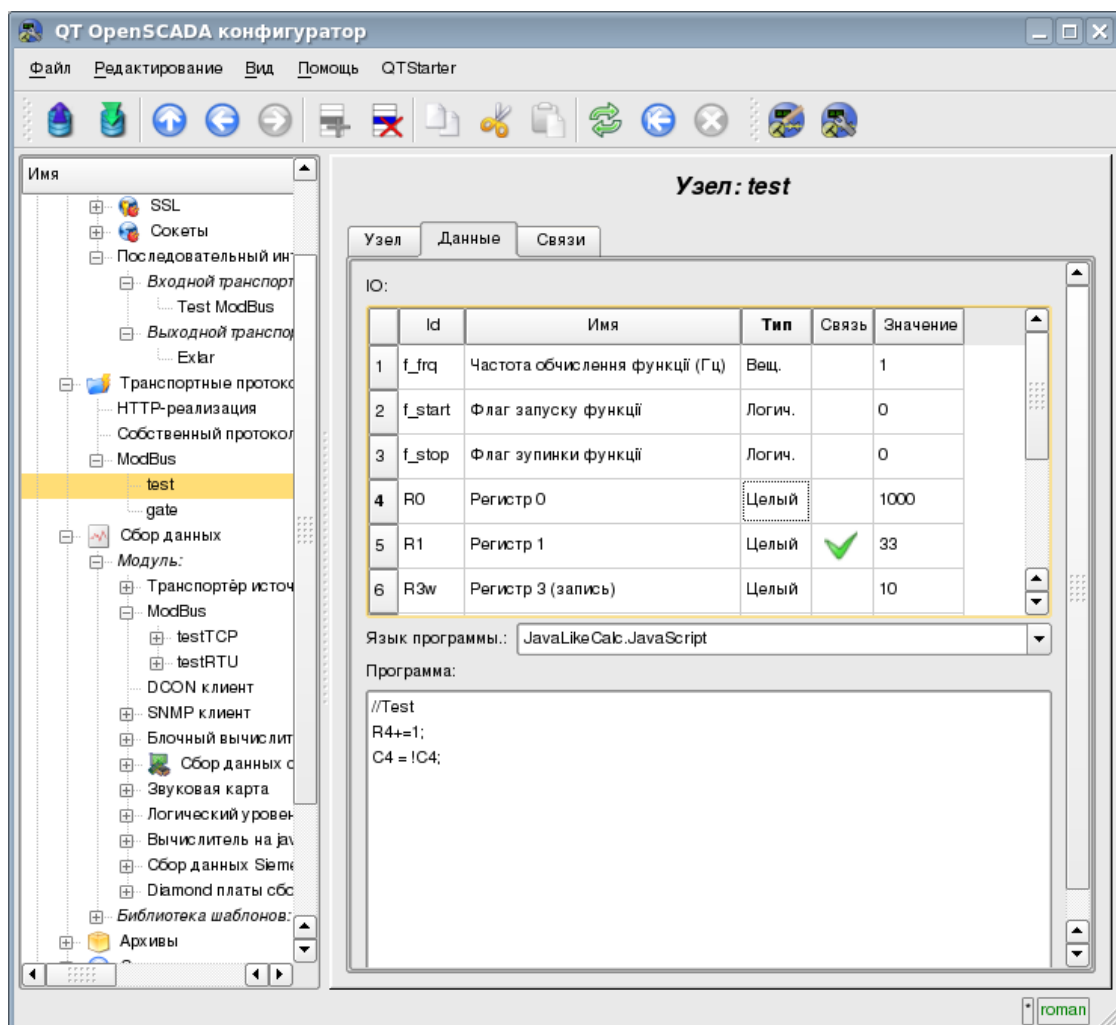 QT OpenSCADA конфигуратор
Файл Редактирование Вид Помощь QTStarter
Имя
SSL
Сокеты
Последовательный инт
Входной транспорт
Test ModBus
Выходной транспор
Exlar
Транспортные протоко
HTTP-реализация
Собственный протокол
ModBus
test
gate
Сбор данных
Модуль:
Транспортёр источ
ModBus
testTCP
testRTU
DCON клиент
SNMP клиент
Блочный вычислит
Сбор данных с
Звуковая карта
Логический уровен
Вычислитель на jav
Сбор данных Sieme
Diamond платы сбо
Библиотека шаблонов:
Архивы
Узел: test
Узел Данные Связи
IO:
Id Имя Тип Связь Значение
1 f_frq Частота обчислення функції (Гц) Вещ. 1
2 f_start Флаг запуску функції Логич. 0
3 f_stop Флаг зупинки функції Логич. 0
4 R0 Регистр 0 Целый 1000
5 R1 Регистр 1 Целый 33
6 R3w Регистр 3 (запись) Целый 10
Язык программы.: JavaLikeCalc.JavaScript
Программа:
//Test
R4+=1;
C4 = !C4;
* roman